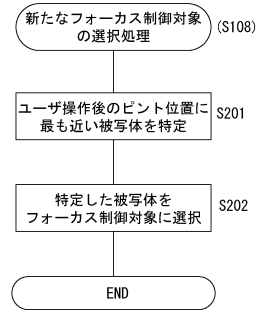 新たなフォーカス制御対象
の選択処理
(S108)
ユーザ操作後のピント位置に
最も近い被写体を特定
S201
特定した被写体を
フォーカス制御対象に選択
S202
END